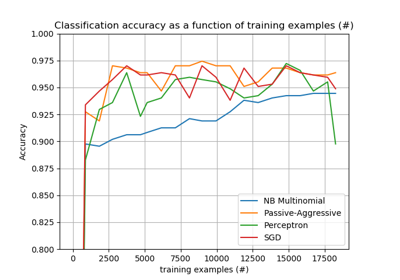 Classification accuracy as a function of training examples (#)
1.000
0.975
0.950
0.925
0.900
0.875
0.850
0.825
0.800
Accuracy
NB Multinomial
Passive-Aggressive
Perceptron
SGD
0 2500 5000 7500 10000 12500 15000 17500
training examples (#)